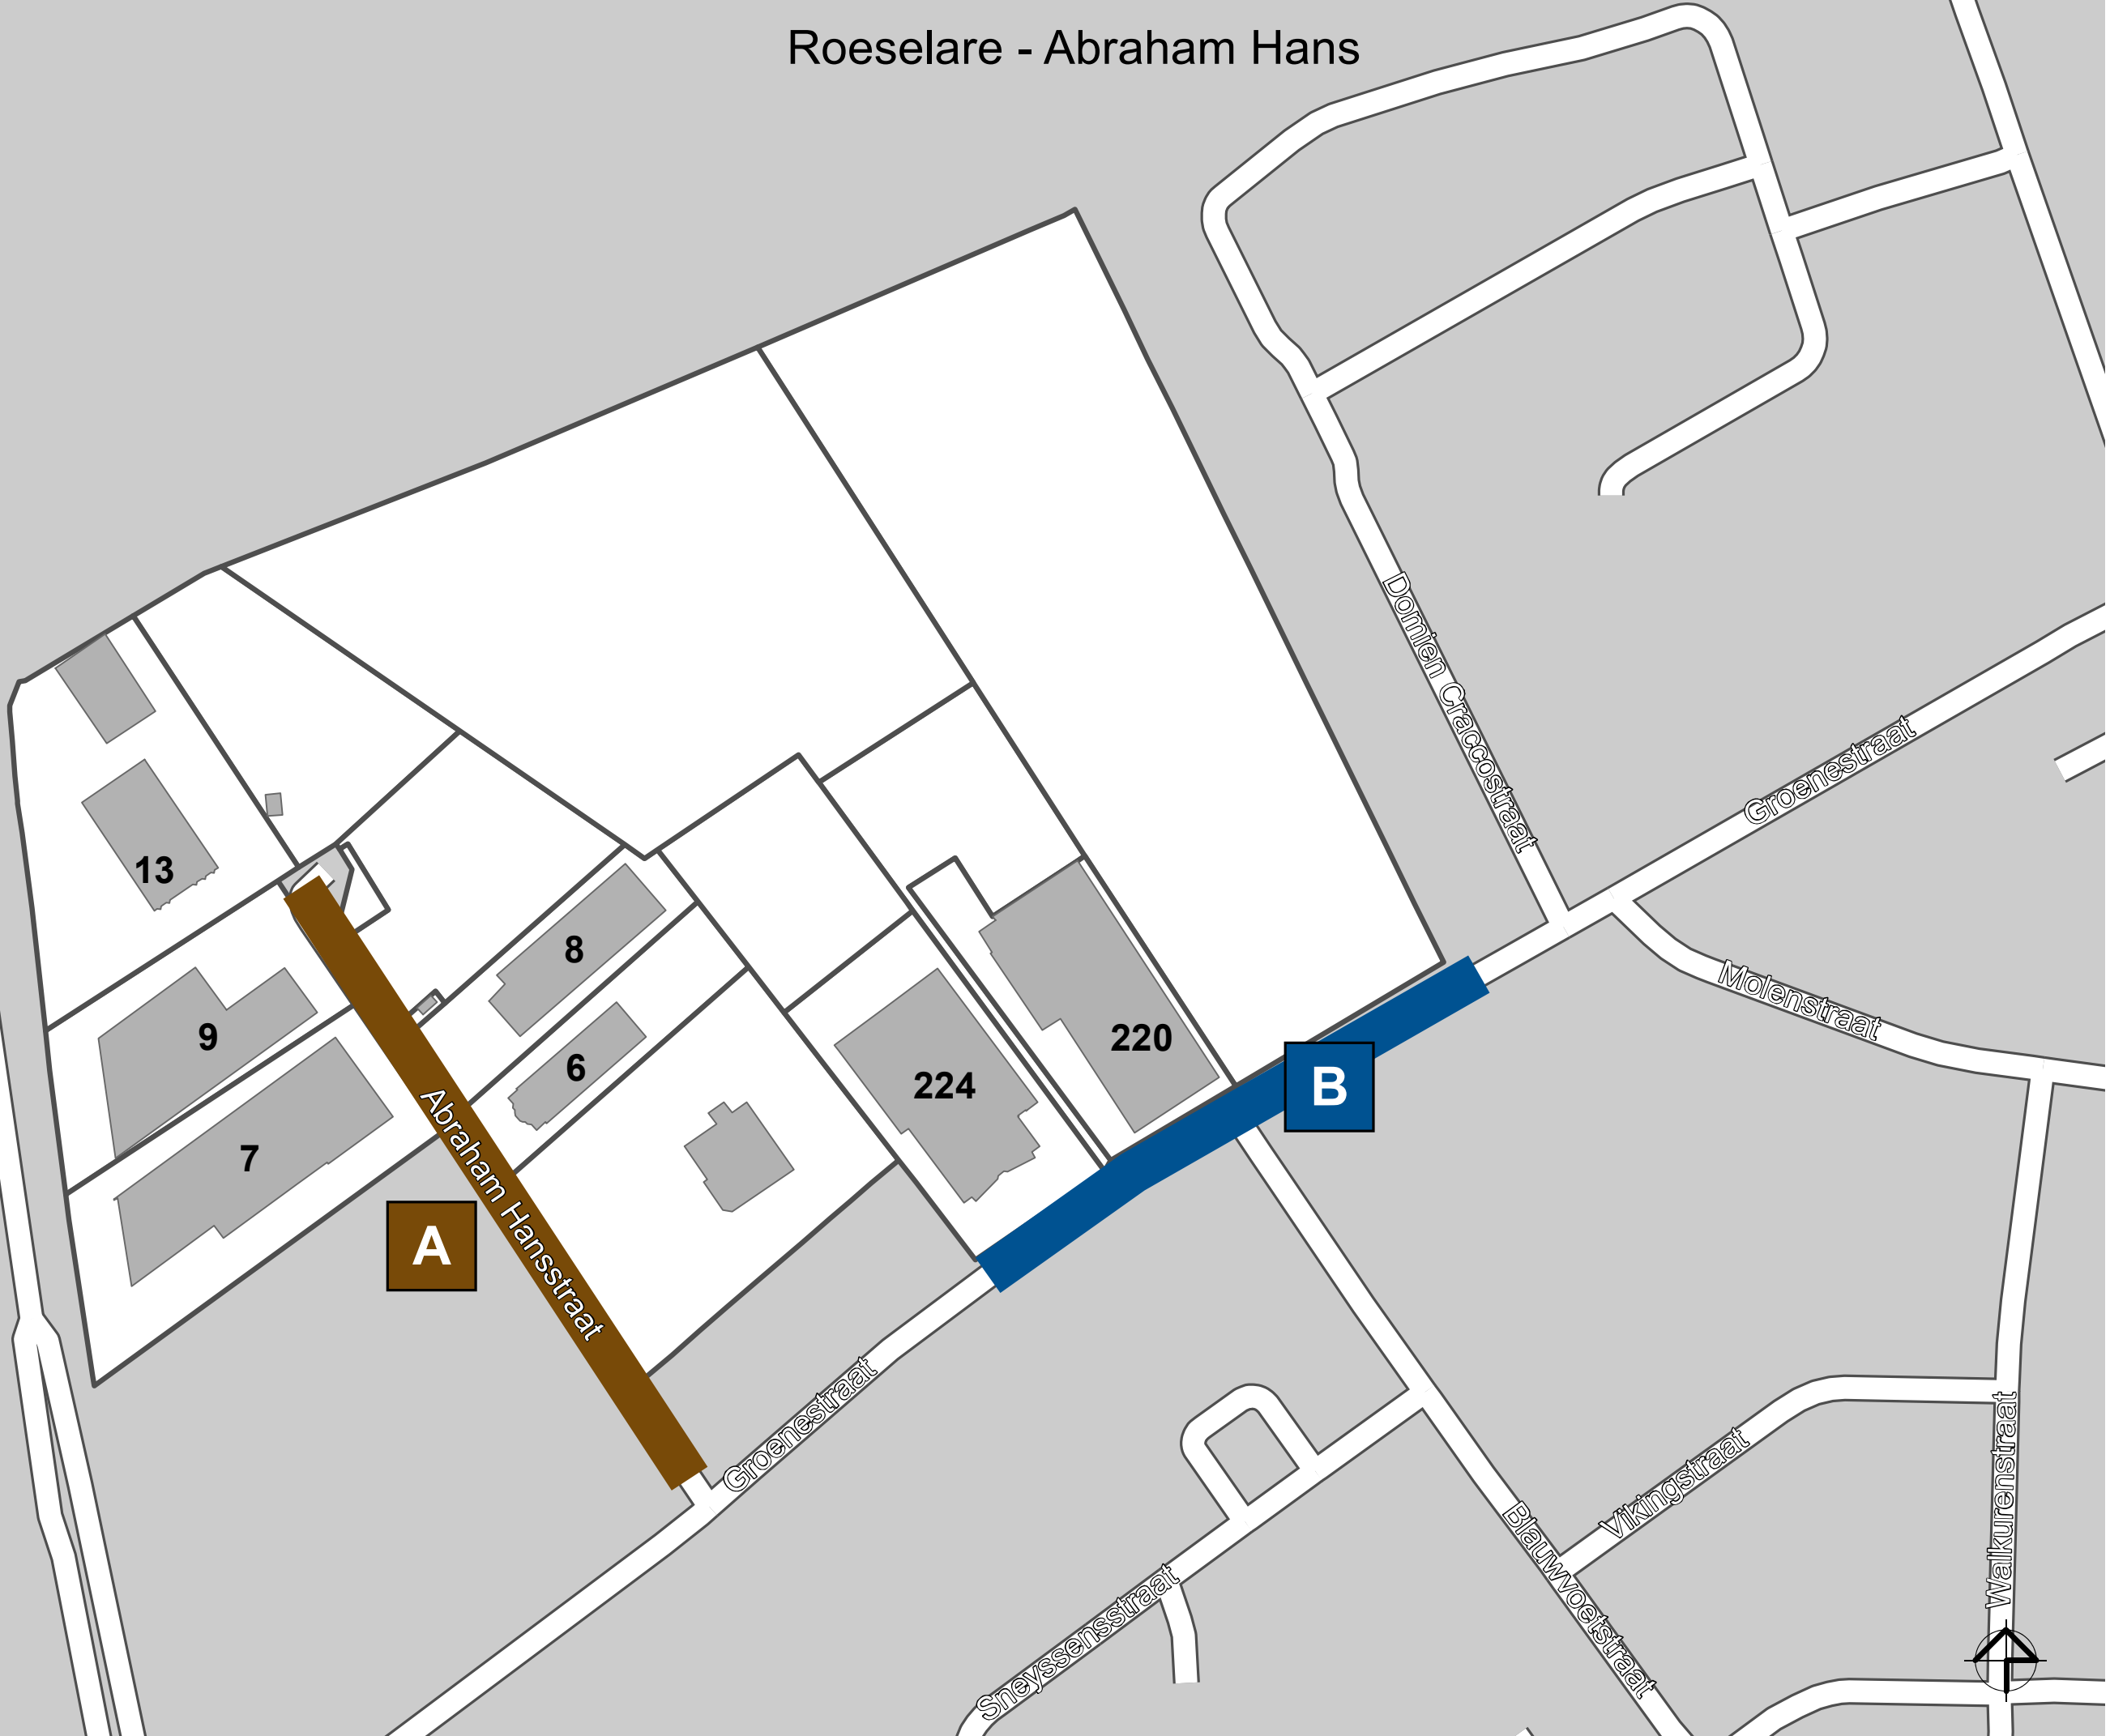 Roeselare - Abraham Hans
Domien Craccostraat
Groenestraat
13
8
Molenstraat
9
6
220
224
B
7
Abraham Hansstraat
A
Groenestraat
Vikingstraat
Walkurenstraat
Blauwvoetstraat
Sneyssensstraat